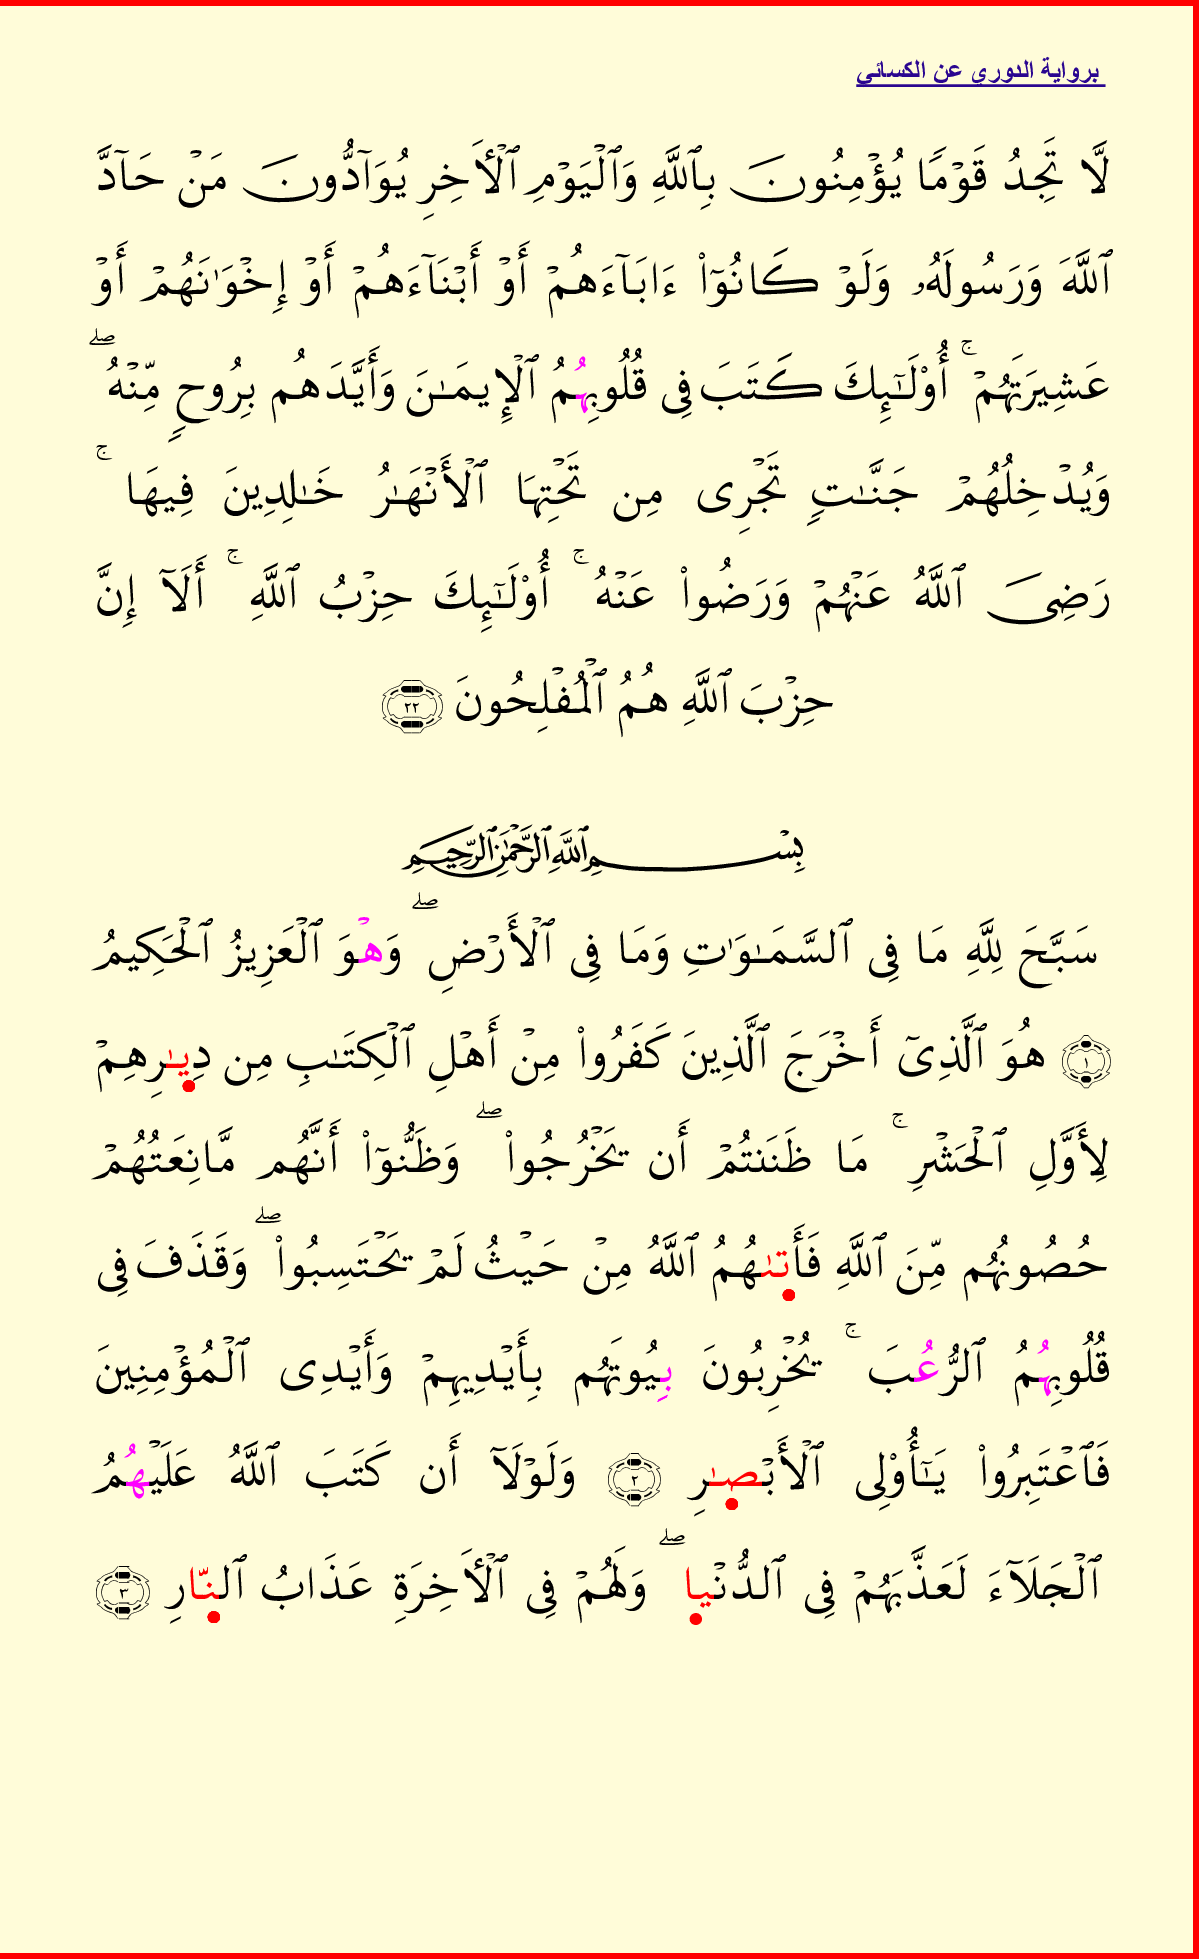 برواية الدوري عن الكسائي
لَّا تَجِدُ قَوْمًا يُؤْمِنُونَ بِٱللَّهِ وَٱلْيَوْمِ ٱلْأَخِرِ يُوَآدُّونَ مَنْ حَآدَّ
ٱللَّهَ وَرَسُولَهُۥ وَلَوْ كَانُوٓا۟ ءَابَآءَهُمْ أَوْ أَبْنَآءَهُمْ أَوْ إِخْوَٰنَهُمْ أَوْ
عَشِيرَتَهُمْ ۚ أُو۟لَـٰٓئِكَ كَتَبَ فِى قُلُوبِهُمُ ٱلْإِيمَـٰنَ وَأَيَّدَهُم بِرُوحٍ مِّنْهُ ۖ
وَيُدْخِلُهُمْ جَنَّـٰتٍ تَجْرِى مِن تَحْتِهَا ٱلْأَنْهَـٰرُ خَـٰلِدِينَ فِيهَا ۚ
رَضِىَ ٱللَّهُ عَنْهُمْ وَرَضُوا۟ عَنْهُ ۚ أُو۟لَـٰٓئِكَ حِزْبُ ٱللَّهِ ۚ أَلَآ إِنَّ
حِزْبَ ٱللَّهِ هُمُ ٱلْمُفْلِحُونَ ٢٢
بِسْمِ ٱللَّهِ ٱلرَّحْمَـٰنِ ٱلرَّحِيمِ
سَبَّحَ لِلَّهِ مَا فِى ٱلسَّمَـٰوَٰتِ وَمَا فِى ٱلْأَرْضِ ۖ وَهْوَ ٱلْعَزِيزُ ٱلْحَكِيمُ
١ هُوَ ٱلَّذِىٓ أَخْرَجَ ٱلَّذِينَ كَفَرُوا۟ مِنْ أَهْلِ ٱلْكِتَـٰبِ مِن دِيَـٰرِهِمْ
لِأَوَّلِ ٱلْحَشْرِ ۚ مَا ظَنَنتُمْ أَن يَخْرُجُوا۟ ۖ وَظَنُّوٓا۟ أَنَّهُم مَّانِعَتُهُمْ
حُصُونُهُم مِّنَ ٱللَّهِ فَأَتَىٰهُمُ ٱللَّهُ مِنْ حَيْثُ لَمْ يَحْتَسِبُوا۟ ۖ وَقَذَفَ فِى
قُلُوبِهُمُ ٱلرُّعُبَ ۚ يُخْرِبُونَ بِيُوتَهُم بِأَيْدِيهِمْ وَأَيْدِى ٱلْمُؤْمِنِينَ
فَٱعْتَبِرُوا۟ يَـٰٓأُو۟لِى ٱلْأَبْصَـٰرِ ٢ وَلَوْلَآ أَن كَتَبَ ٱللَّهُ عَلَيْهُمُ
ٱلْجَلَآءَ لَعَذَّبَهُمْ فِى ٱلدُّنْيا ۖ وَلَهُمْ فِى ٱلْأَخِرَةِ عَذَابُ ٱلنّارِ ٣